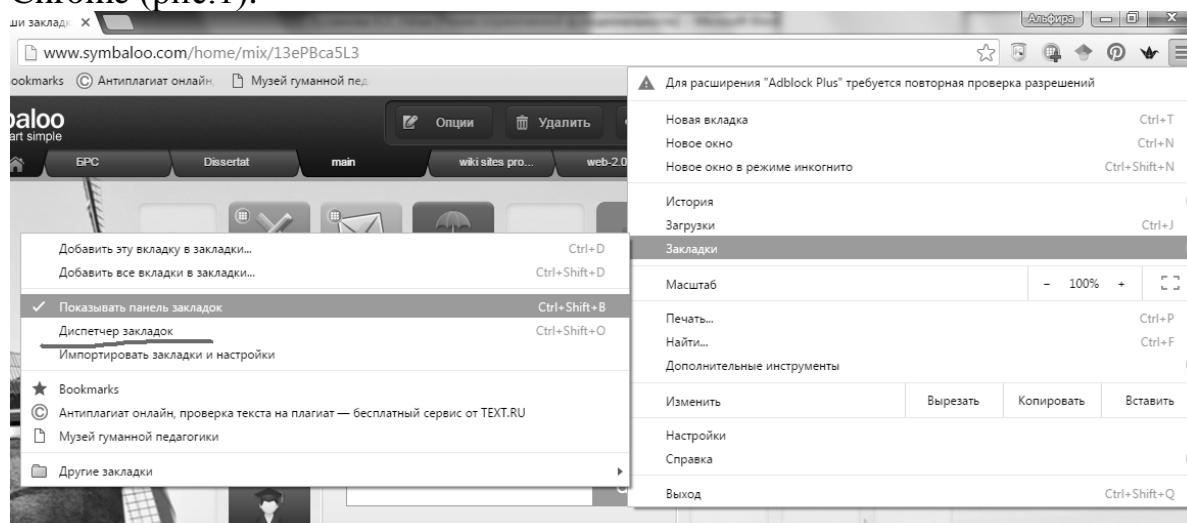 Chrome (рис.1).
ши заклад
Альфира
www.symbaloo.com/home/mix/13ePBca5L3
ookmarks Антиплагиат онлайн, Музей гуманной пед
Для расширения "Adblock Plus" требуется повторная проверка разрешений
baloo
art simple
Опции Удалить
БРС Dissertat main wiki sites pro... web-2.0
Новая вкладка Ctrl+T
Новое окно Ctrl+N
Новое окно в режиме инкогнито Ctrl+Shift+N
История
Загрузки Ctrl+J
Закладки
Масштаб - 100% +
Печать... Ctrl+P
Найти... Ctrl+F
Дополнительные инструменты
Изменить Вырезать Копировать Вставить
Настройки
Справка
Выход Ctrl+Shift+Q
Добавить эту вкладку в закладки... Ctrl+D
Добавить все вкладки в закладки... Ctrl+Shift+D
Показывать панель закладок Ctrl+Shift+B
Диспетчер закладок Ctrl+Shift+O
Импортировать закладки и настройки
Bookmarks
Антиплагиат онлайн, проверка текста на плагиат — бесплатный сервис от TEXT.RU
Музей гуманной педагогики
Другие закладки